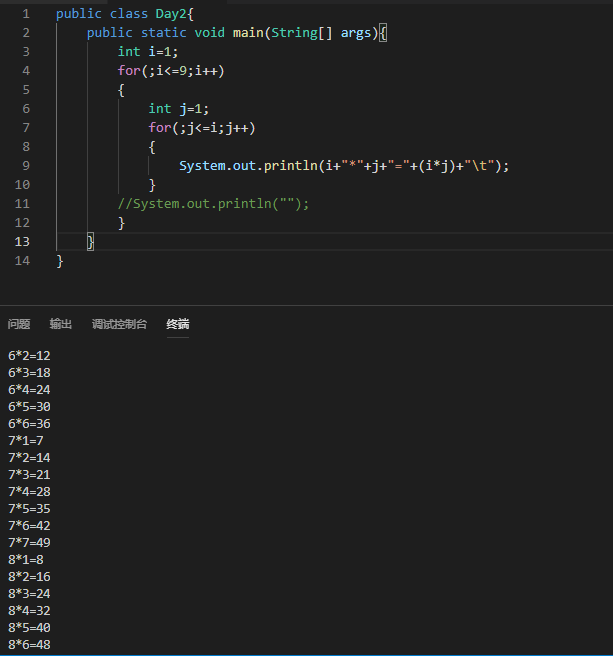 1 public class Day2{
2 public static void main(String[] args){
3 int i=1;
4 for(;i<=9;i++)
5 {
6 int j=1;
7 for(;j<=i;j++)
8 {
9 System.out.println(i+"*"+j+"="+(i*j)+"\t");
10 }
11 //System.out.println("");
12 }
13 }
14 }
问题 输出 调试控制台 终端
6*2=12
6*3=18
6*4=24
6*5=30
6*6=36
7*1=7
7*2=14
7*3=21
7*4=28
7*5=35
7*6=42
7*7=49
8*1=8
8*2=16
8*3=24
8*4=32
8*5=40
8*6=48